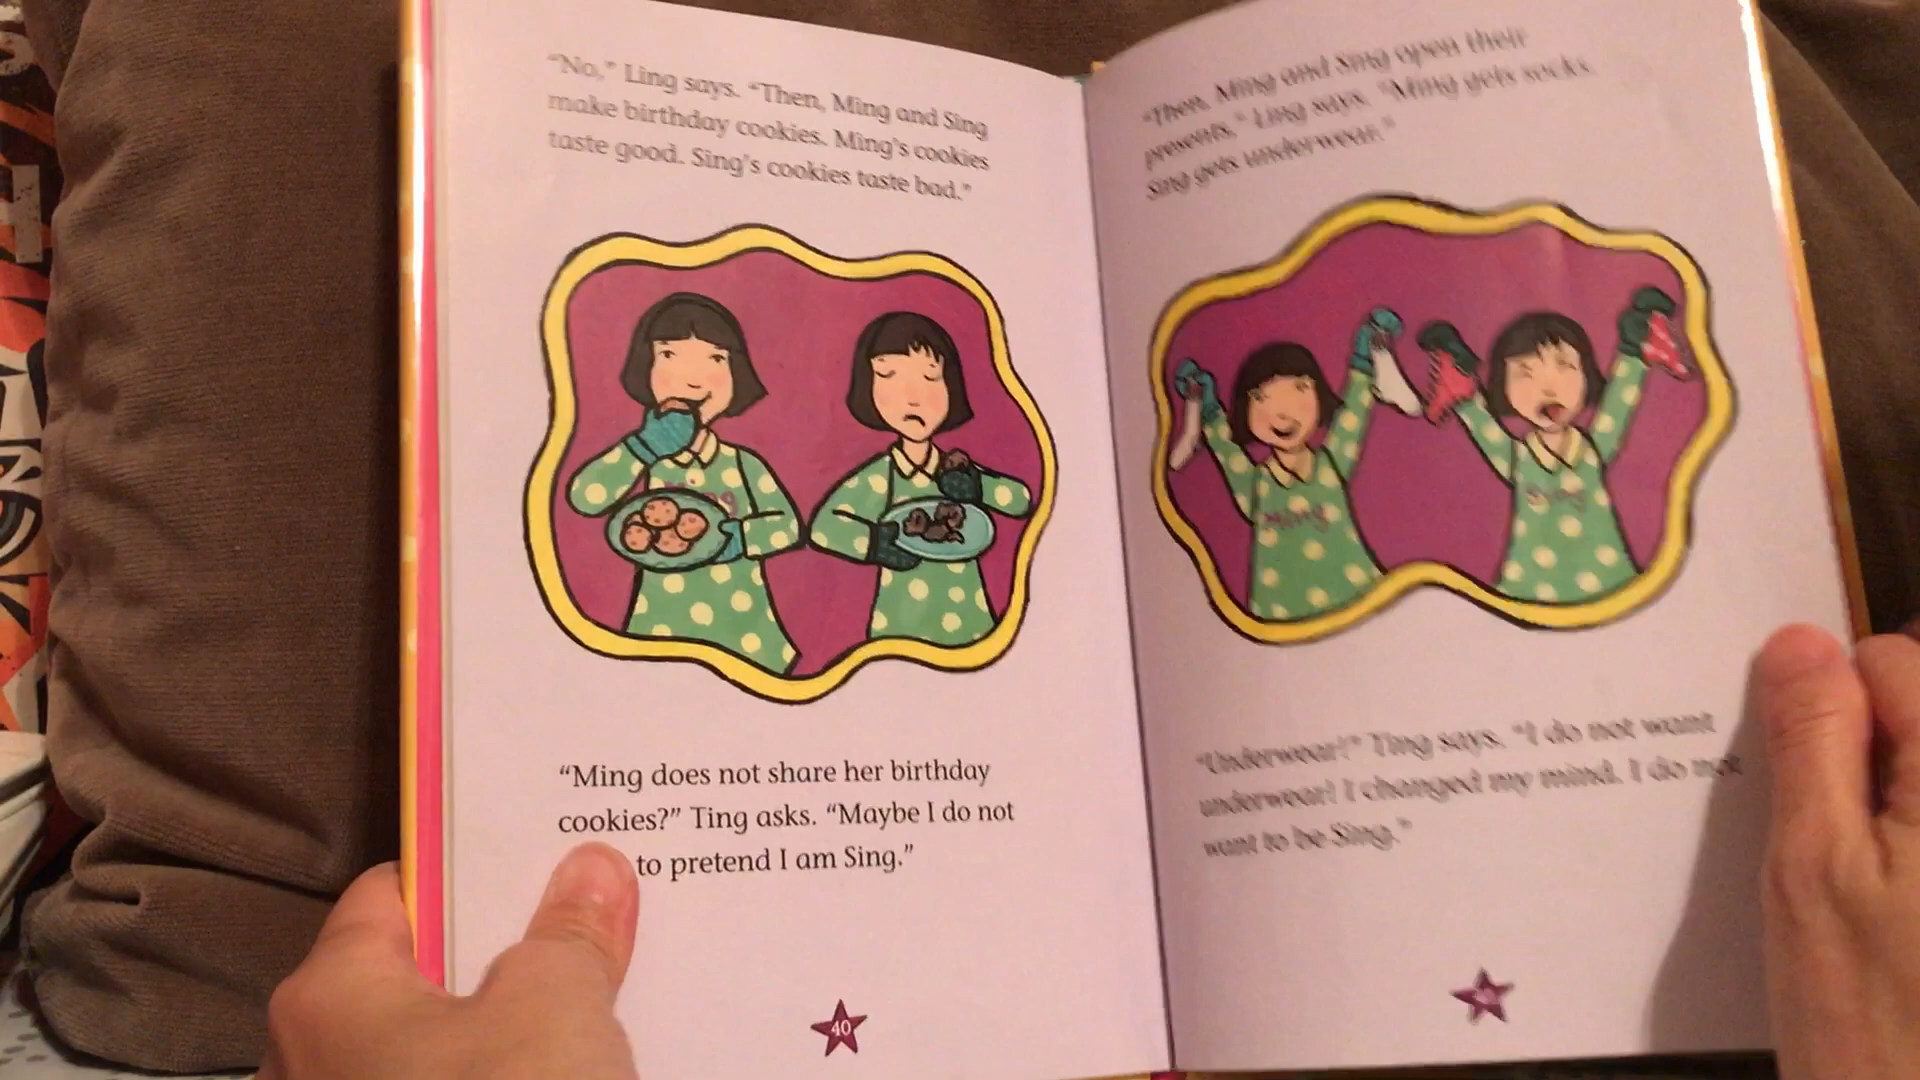 “No,” Ling says. “Then, Ming and Sing
make birthday cookies. Ming’s cookies
taste good. Sing’s cookies taste bad.”
“Ming does not share her birthday
cookies?” Ting asks. “Maybe I do not
to pretend I am Sing.”
40
“Then, Ming and Sing open their
presents,” Ling says. “Ming gets socks.
Sing gets underwear.”
Ming
Sing
“Underwear!” Ting says. “I do not want
underwear! I changed my mind. I do not
want to be Sing.”